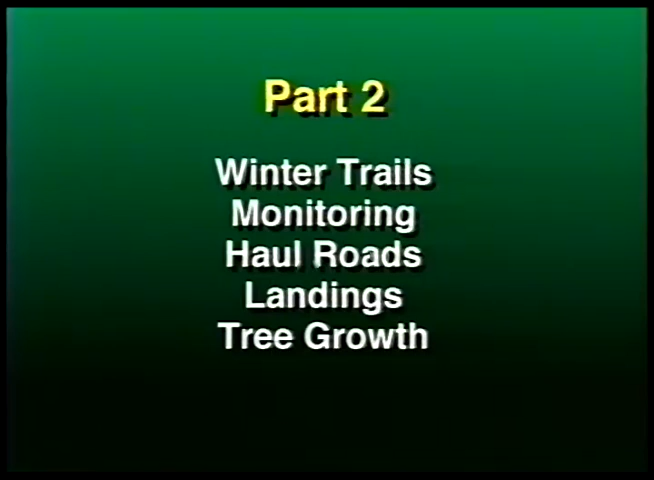 Part 2
Winter Trails
Monitoring
Haul Roads
Landings
Tree Growth